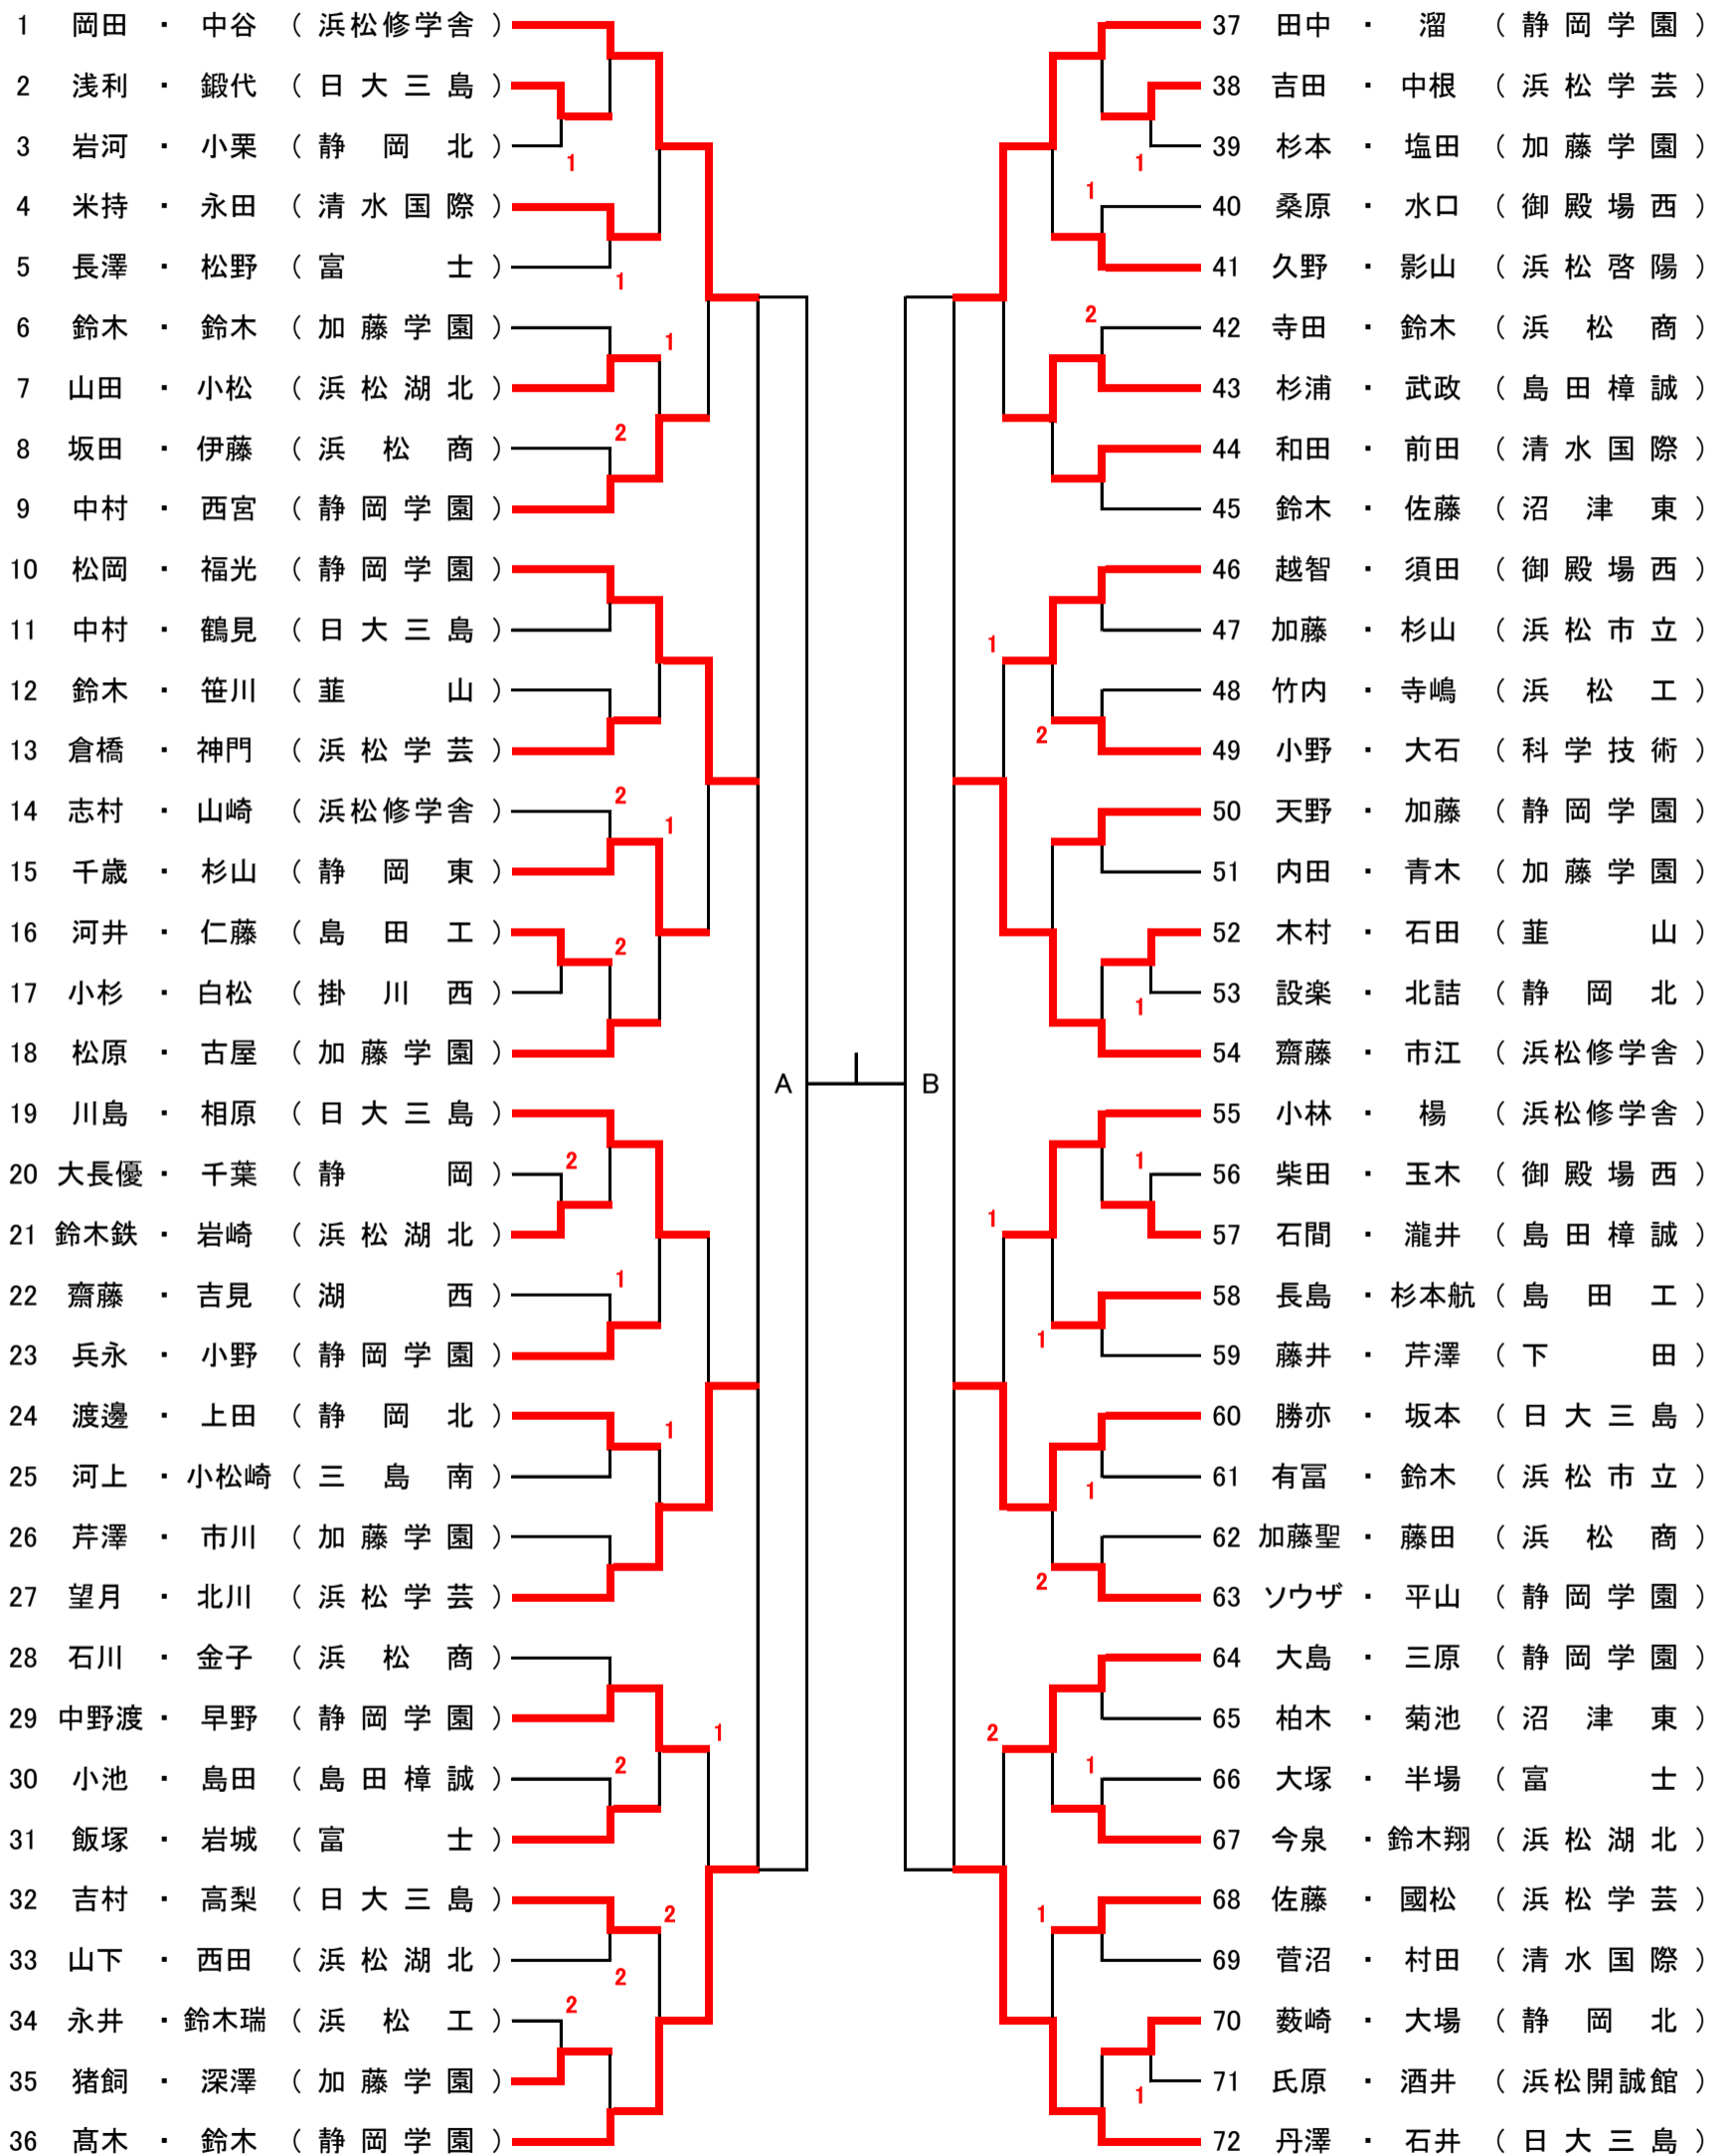 1 岡田 ・ 中谷 ( 浜松修学舎 )
2 浅利 ・ 鍛代 ( 日大三島 )
3 岩河 ・ 小栗 ( 静岡北 )
1
4 米持 ・ 永田 ( 清水国際 )
5 長澤 ・ 松野 ( 富士 )
1
6 鈴木 ・ 鈴木 ( 加藤学園 )
1
7 山田 ・ 小松 ( 浜松湖北 )
2
8 坂田 ・ 伊藤 ( 浜松商 )
9 中村 ・ 西宮 ( 静岡学園 )
10 松岡 ・ 福光 ( 静岡学園 )
11 中村 ・ 鶴見 ( 日大三島 )
12 鈴木 ・ 笹川 ( 韮山 )
13 倉橋 ・ 神門 ( 浜松学芸 )
2
14 志村 ・ 山崎 ( 浜松修学舎 )
1
15 千歳 ・ 杉山 ( 静岡東 )
16 河井 ・ 仁藤 ( 島田工 )
2
17 小杉 ・ 白松 ( 掛川西 )
18 松原 ・ 古屋 ( 加藤学園 )
A
19 川島 ・ 相原 ( 日大三島 )
2
20 大長優 ・ 千葉 ( 静岡 )
21 鈴木鉄 ・ 岩崎 ( 浜松湖北 )
1
22 齋藤 ・ 吉見 ( 湖西 )
23 兵永 ・ 小野 ( 静岡学園 )
24 渡邊 ・ 上田 ( 静岡北 )
1
25 河上 ・ 小松崎 ( 三島南 )
26 芹澤 ・ 市川 ( 加藤学園 )
27 望月 ・ 北川 ( 浜松学芸 )
28 石川 ・ 金子 ( 浜松商 )
29 中野渡 ・ 早野 ( 静岡学園 )
1
2
30 小池 ・ 島田 ( 島田樟誠 )
31 飯塚 ・ 岩城 ( 富士 )
32 吉村 ・ 高梨 ( 日大三島 )
2
33 山下 ・ 西田 ( 浜松湖北 )
2
2
34 永井 ・ 鈴木瑞 ( 浜松工 )
35 猪飼 ・ 深澤 ( 加藤学園 )
36 髙木 ・ 鈴木 ( 静岡学園 )
37 田中 ・ 溜 ( 静岡学園 )
38 吉田 ・ 中根 ( 浜松学芸 )
39 杉本 ・ 塩田 ( 加藤学園 )
1
1
40 桑原 ・ 水口 ( 御殿場西 )
41 久野 ・ 影山 ( 浜松啓陽 )
2
42 寺田 ・ 鈴木 ( 浜松商 )
43 杉浦 ・ 武政 ( 島田樟誠 )
44 和田 ・ 前田 ( 清水国際 )
45 鈴木 ・ 佐藤 ( 沼津東 )
46 越智 ・ 須田 ( 御殿場西 )
47 加藤 ・ 杉山 ( 浜松市立 )
1
48 竹内 ・ 寺嶋 ( 浜松工 )
2
49 小野 ・ 大石 ( 科学技術 )
50 天野 ・ 加藤 ( 静岡学園 )
51 内田 ・ 青木 ( 加藤学園 )
52 木村 ・ 石田 ( 韮山 )
53 設楽 ・ 北詰 ( 静岡北 )
1
54 齋藤 ・ 市江 ( 浜松修学舎 )
B
55 小林 ・ 楊 ( 浜松修学舎 )
1
56 柴田 ・ 玉木 ( 御殿場西 )
1
57 石間 ・ 瀧井 ( 島田樟誠 )
58 長島 ・ 杉本航 ( 島田工 )
1
59 藤井 ・ 芹澤 ( 下田 )
60 勝亦 ・ 坂本 ( 日大三島 )
61 有冨 ・ 鈴木 ( 浜松市立 )
1
62 加藤聖 ・ 藤田 ( 浜松商 )
2
63 ソウザ ・ 平山 ( 静岡学園 )
64 大島 ・ 三原 ( 静岡学園 )
65 柏木 ・ 菊池 ( 沼津東 )
2
1
66 大塚 ・ 半場 ( 富士 )
67 今泉 ・ 鈴木翔 ( 浜松湖北 )
68 佐藤 ・ 國松 ( 浜松学芸 )
1
69 菅沼 ・ 村田 ( 清水国際 )
70 薮崎 ・ 大場 ( 静岡北 )
71 氏原 ・ 酒井 ( 浜松開誠館 )
1
72 丹澤 ・ 石井 ( 日大三島 )